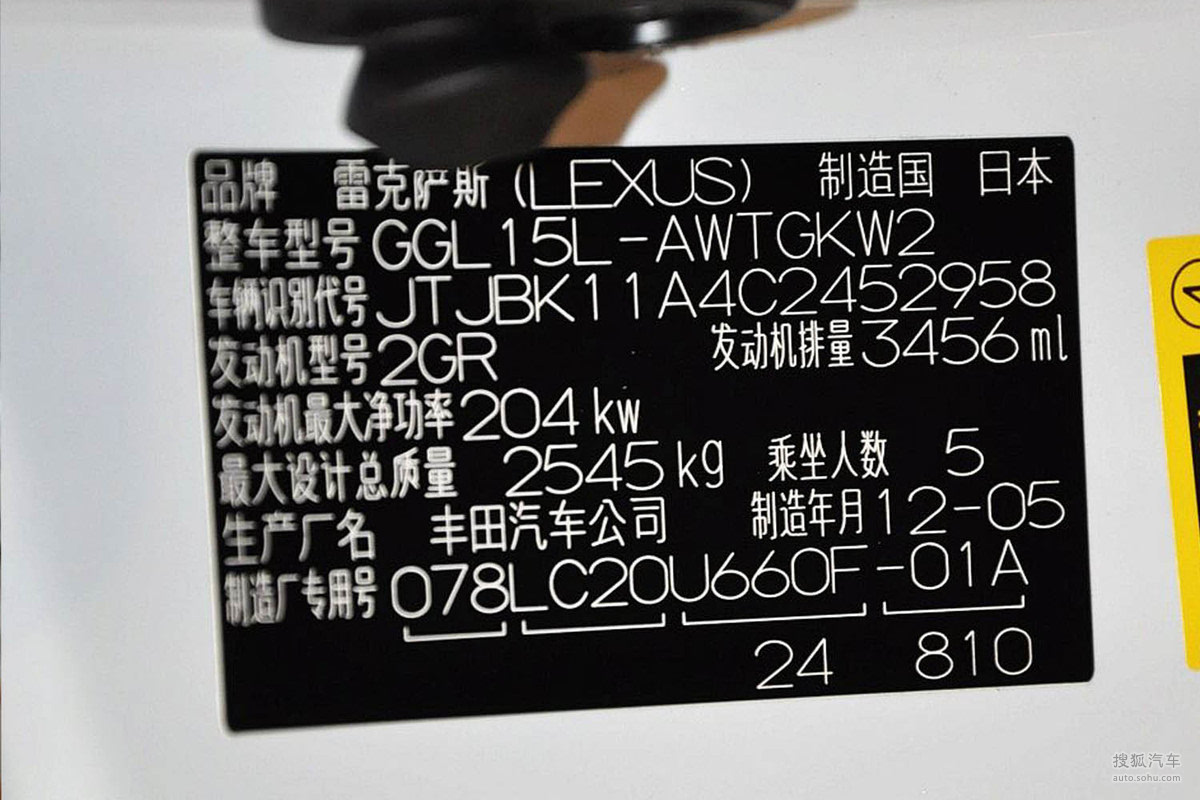 品牌 雷克萨斯 (LEXUS) 制造国 日本
整车型号 GGL15L-AWTGKW2
车辆识别代号 JTJBK11A4C2452958
发动机型号 2GR 发动机排量 3456 ml
发动机最大净功率 204 kw
最大设计总质量 2545 kg 乘坐人数 5
生产厂名 丰田汽车公司 制造年月 12-05
制造厂专用号 078LC20U660F-01A
24 810
搜狐汽车
auto.sohu.com